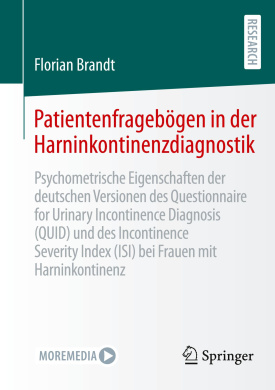 RESEARCH
Florian Brandt
Patientenfragebögen in der
Harninkontinenzdiagnostik
Psychometrische Eigenschaften der
deutschen Versionen des Questionnaire
for Urinary Incontinence Diagnosis
(QUID) und des Incontinence
Severity Index (ISI) bei Frauen mit
Harninkontinenz
MOREMEDIA
Springer